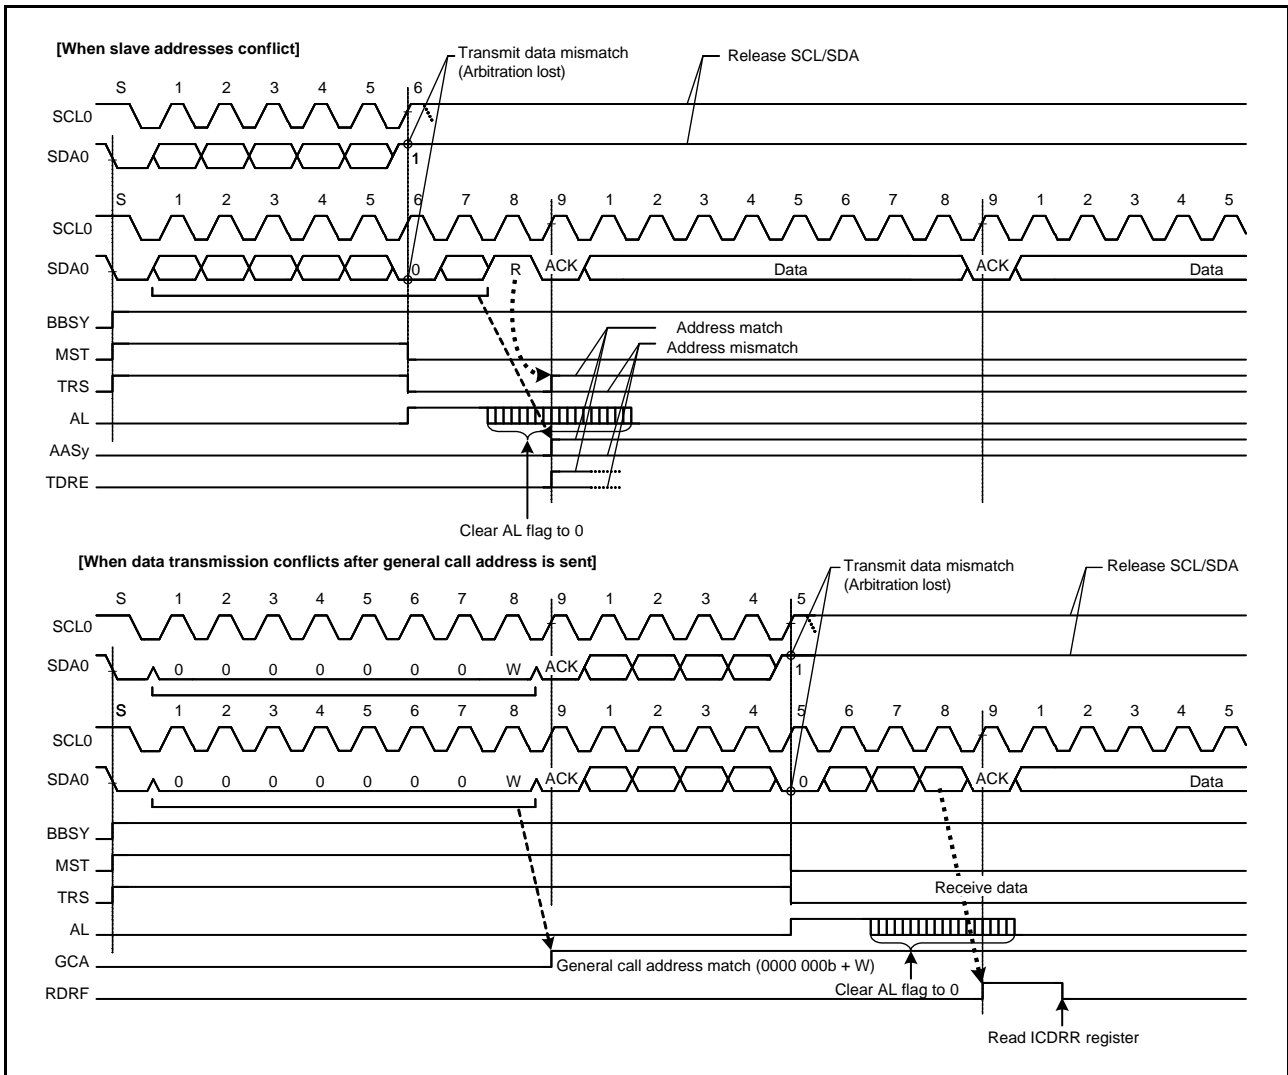 [When slave addresses conflict]
Transmit data mismatch
(Arbitration lost)
Release SCL/SDA
S 1 2 3 4 5 6
SCL0
SDA0
1
S 1 2 3 4 5 6 7 8 9 1 2 3 4 5 6 7 8 9 1 2 3 4 5
SCL0
SDA0 0 R ACK Data ACK Data
BBSY
Address match
MST
Address mismatch
TRS
AL
AASy
TDRE
Clear AL flag to 0
[When data transmission conflicts after general call address is sent]
Transmit data mismatch
(Arbitration lost)
Release SCL/SDA
S 1 2 3 4 5 6 7 8 9 1 2 3 4 5
SCL0
SDA0 0 0 0 0 0 0 0 W ACK 1
S 1 2 3 4 5 6 7 8 9 1 2 3 4 5 6 7 8 9 1 2 3 4 5
SCL0
SDA0 0 0 0 0 0 0 0 W ACK 0 ACK Data
BBSY
MST
TRS
Receive data
AL
GCA
General call address match (0000 000b + W)
Clear AL flag to 0
RDRF
Read ICDRR register